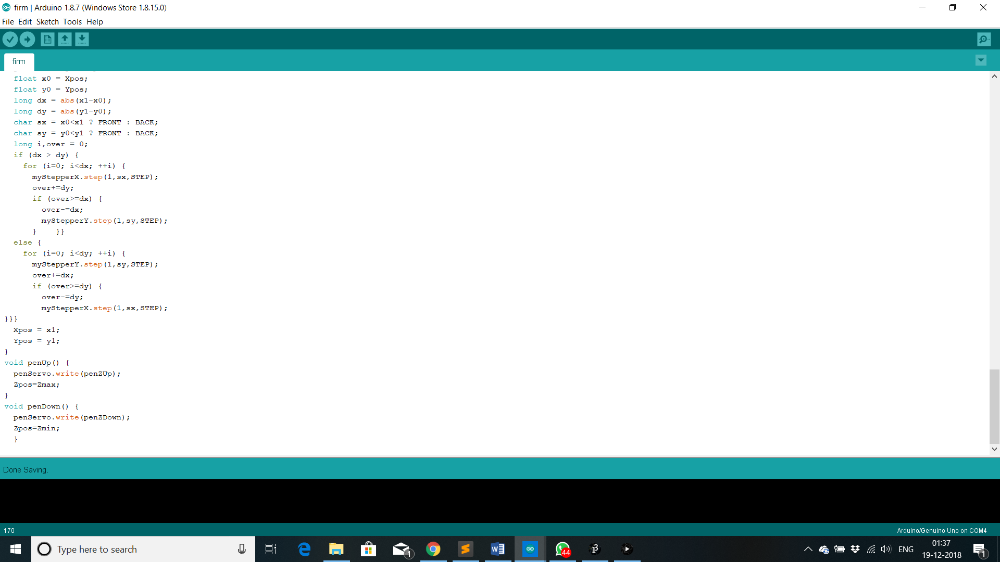 firm | Arduino 1.8.7 (Windows Store 1.8.15.0)
File Edit Sketch Tools Help
firm
float x0 = Xpos;
float y0 = Ypos;
long dx = abs(x1-x0);
long dy = abs(y1-y0);
char sx = x0<x1 ? FRONT : BACK;
char sy = y0<y1 ? FRONT : BACK;
long i,over = 0;
if (dx > dy) {
for (i=0; i<dx; ++i) {
myStepperX.step(1,sx,STEP);
over+=dy;
if (over>=dx) {
over-=dx;
myStepperY.step(1,sy,STEP);
}    }}
else {
for (i=0; i<dy; ++i) {
myStepperY.step(1,sy,STEP);
over+=dx;
if (over>=dy) {
over-=dy;
myStepperX.step(1,sx,STEP);
}}}
Xpos = x1;
Ypos = y1;
}
void penUp() {
penServo.write(penZUp);
Zpos=Zmax;
}
void penDown() {
penServo.write(penZDown);
Zpos=Zmin;
}
Done Saving.
170
Arduino/Genuino Uno on COM4
Type here to search
1
44
ENG
01:37
19-12-2018
1